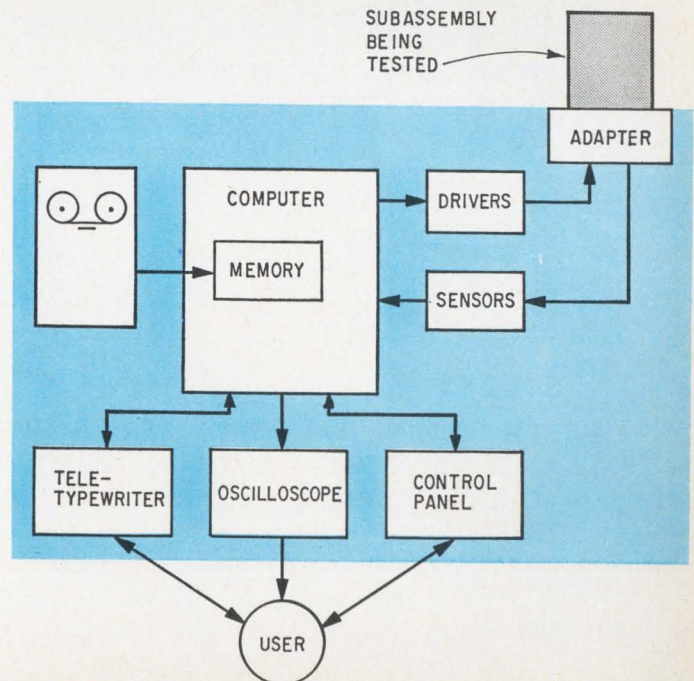 SUBASSEMBLY
BEING
TESTED
ADAPTER
COMPUTER
DRIVERS
MEMORY
SENSORS
TELE-
TYPEWRITER
OSCILLOSCOPE
CONTROL
PANEL
USER